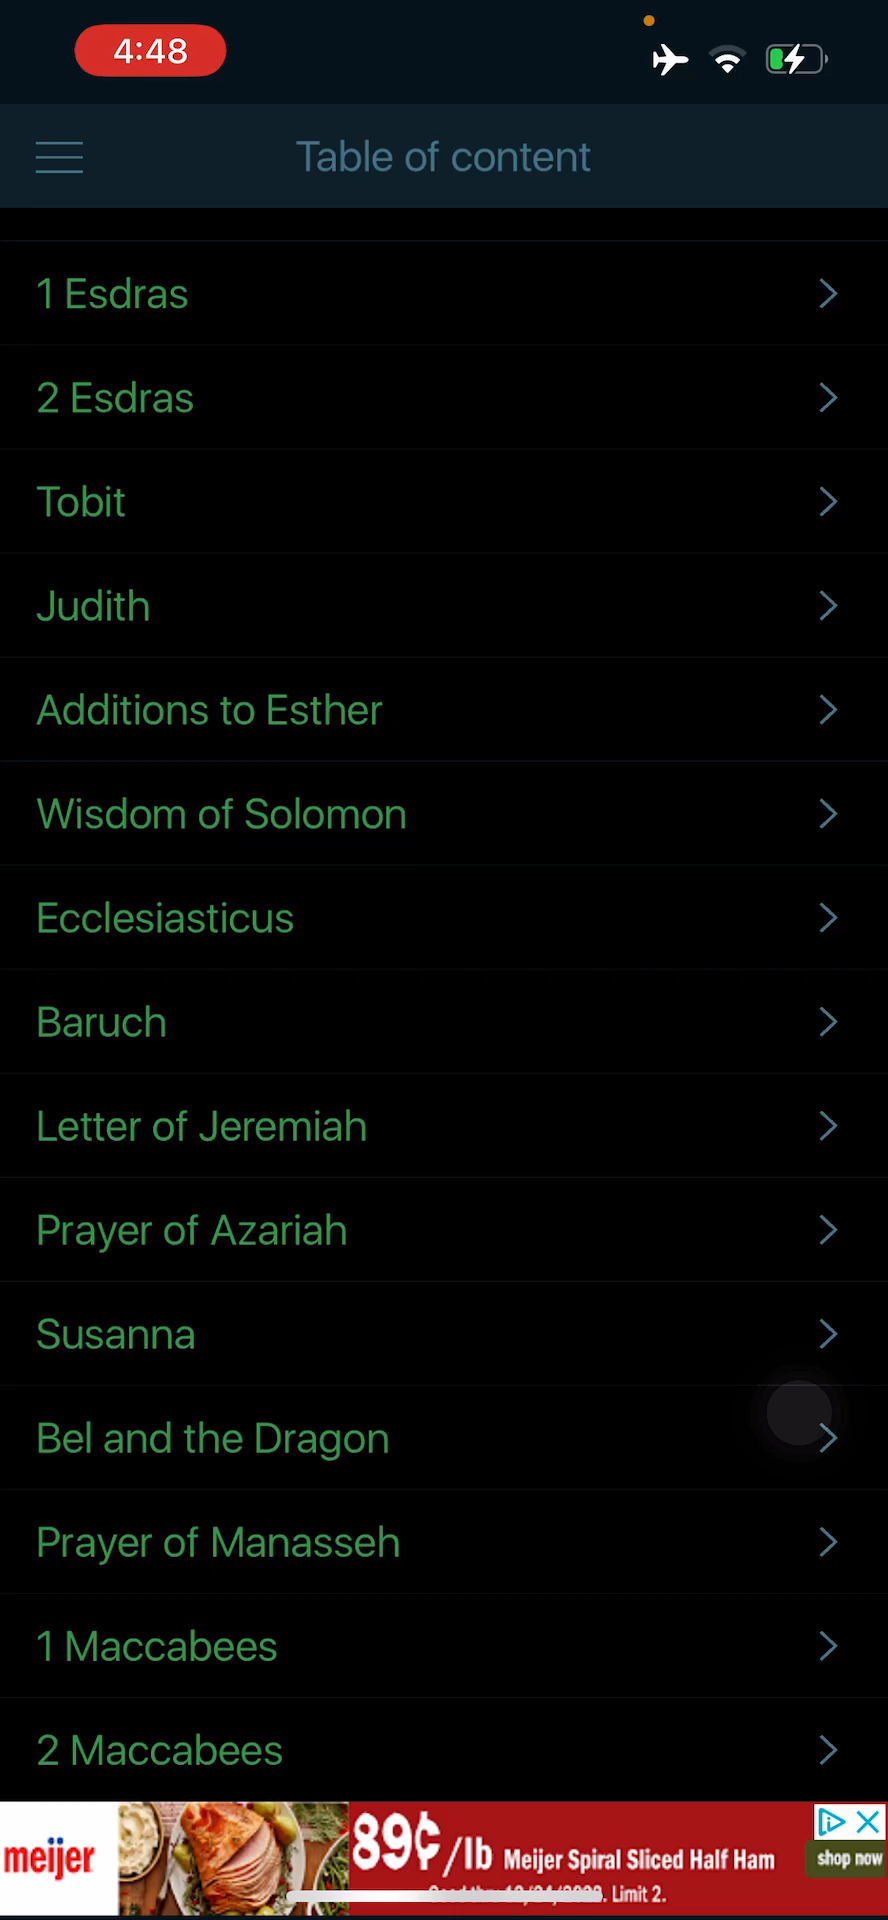 4:48
Table of content
1 Esdras
2 Esdras
Tobit
Judith
Additions to Esther
Wisdom of Solomon
Ecclesiasticus
Baruch
Letter of Jeremiah
Prayer of Azariah
Susanna
Bel and the Dragon
Prayer of Manasseh
1 Maccabees
2 Maccabees
meijer
89¢/lb Meijer Spiral Sliced Half Ham
shop now
Limit 2.